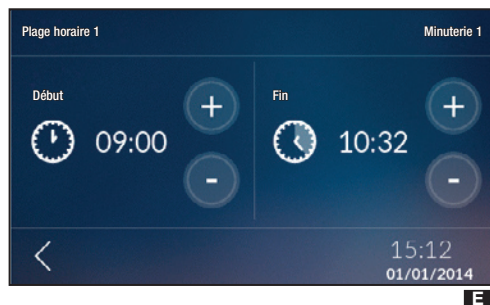 Plage horaire 1
Minuterie 1
Début
Fin
09:00
10:32
+
-
+
-
15:12
01/01/2014
E